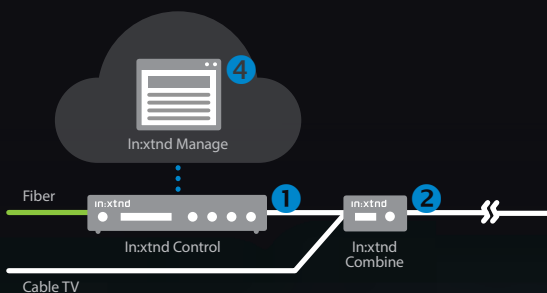 4
In:xtnd Manage
Fiber
in:xtnd
1
in:xtnd
2
In:xtnd Control
In:xtnd
Combine
Cable TV